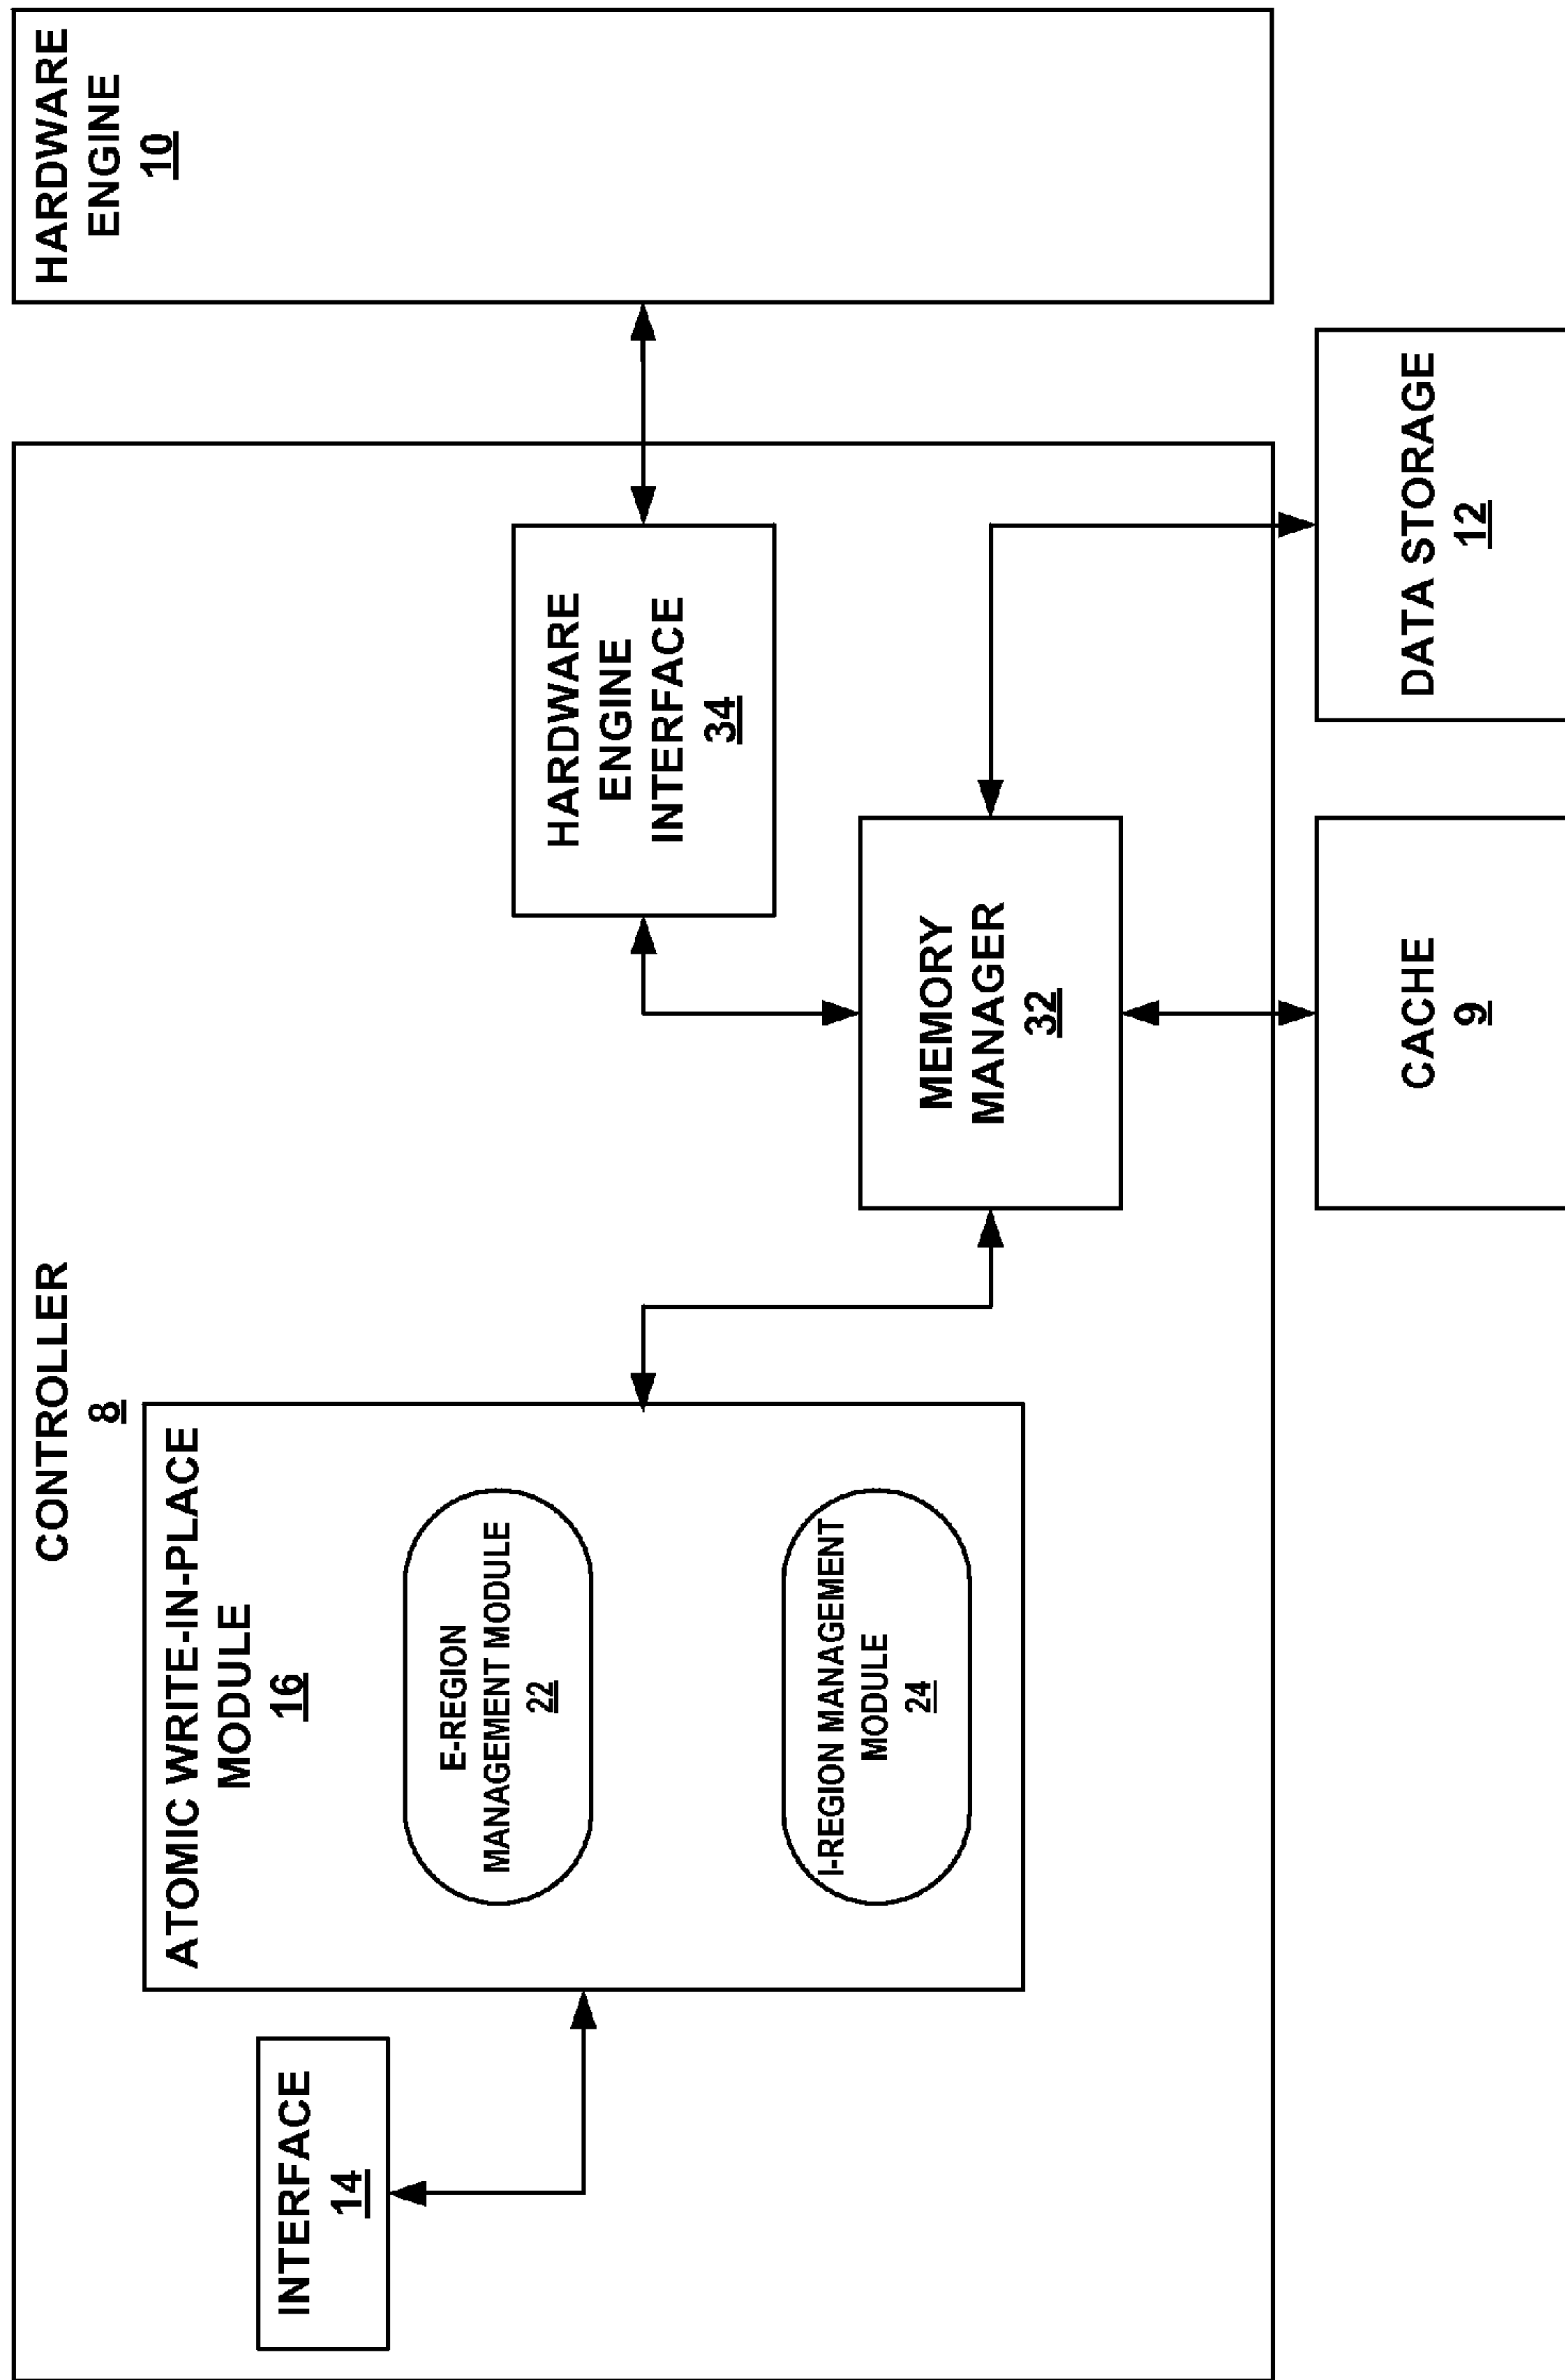 CONTROLLER
8
INTERFACE
14
ATOMIC WRITE-IN-PLACE
MODULE
16
E-REGION
MANAGEMENT MODULE
22
I-REGION MANAGEMENT
MODULE
24
HARDWARE
ENGINE
INTERFACE
34
MEMORY
MANAGER
32
HARDWARE
ENGINE
10
CACHE
9
DATA STORAGE
12